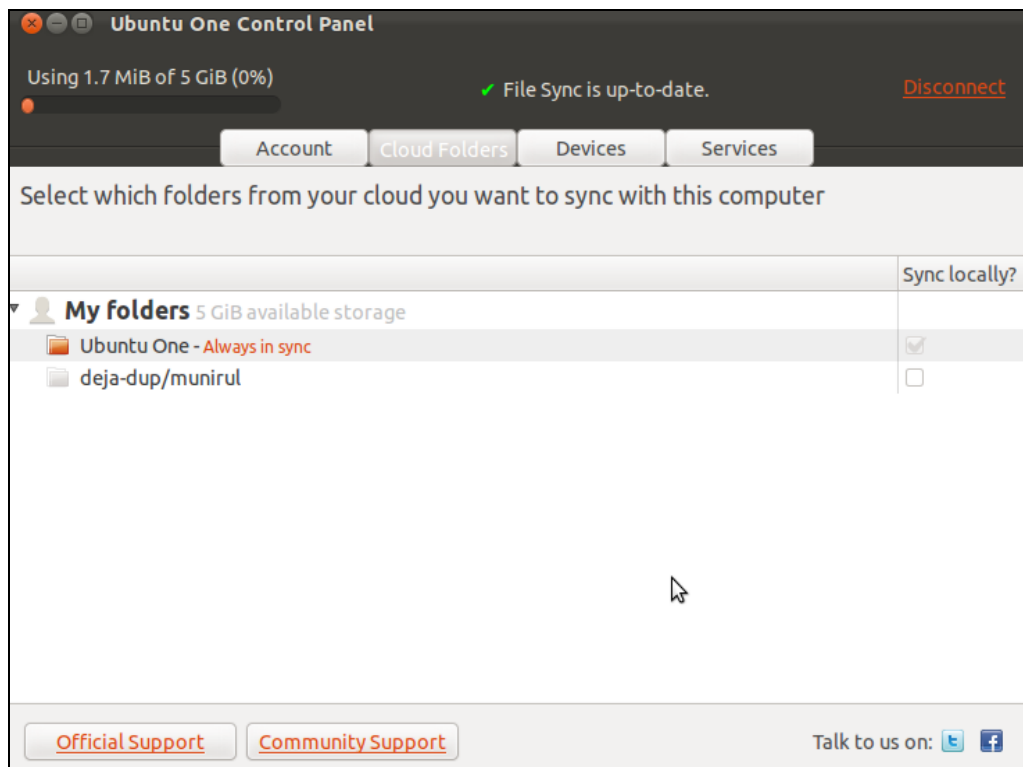 Ubuntu One Control Panel
Using 1.7 MiB of 5 GiB (0%)
✔ File Sync is up-to-date.
Disconnect
Account Cloud Folders Devices Services
Select which folders from your cloud you want to sync with this computer
Sync locally?
My folders 5 GiB available storage
Ubuntu One - Always in sync
deja-dup/munirul
Official Support Community Support Talk to us on: